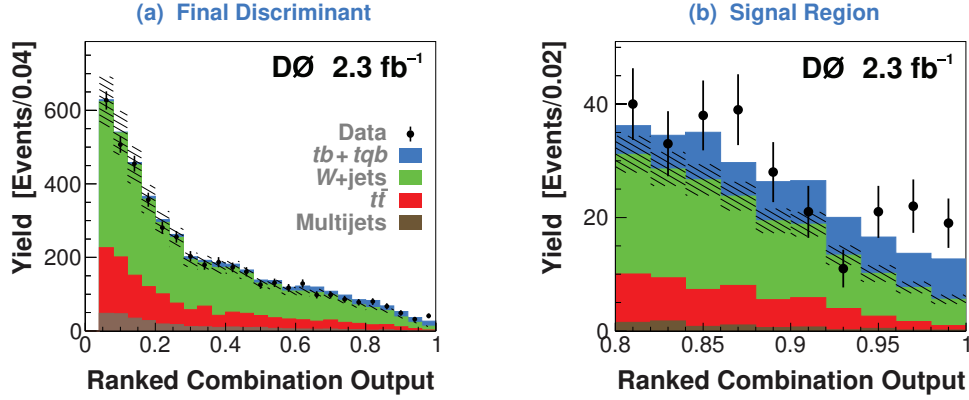 (a) Final Discriminant
DØ 2.3 fb⁻¹
Yield [Events/0.04]
600
400
200
0
Data
tb + tqb
W+jets
tt̄
Multijets
0 0.2 0.4 0.6 0.8 1
Ranked Combination Output
(b) Signal Region
DØ 2.3 fb⁻¹
Yield [Events/0.02]
40
20
0
0.8 0.85 0.9 0.95 1
Ranked Combination Output